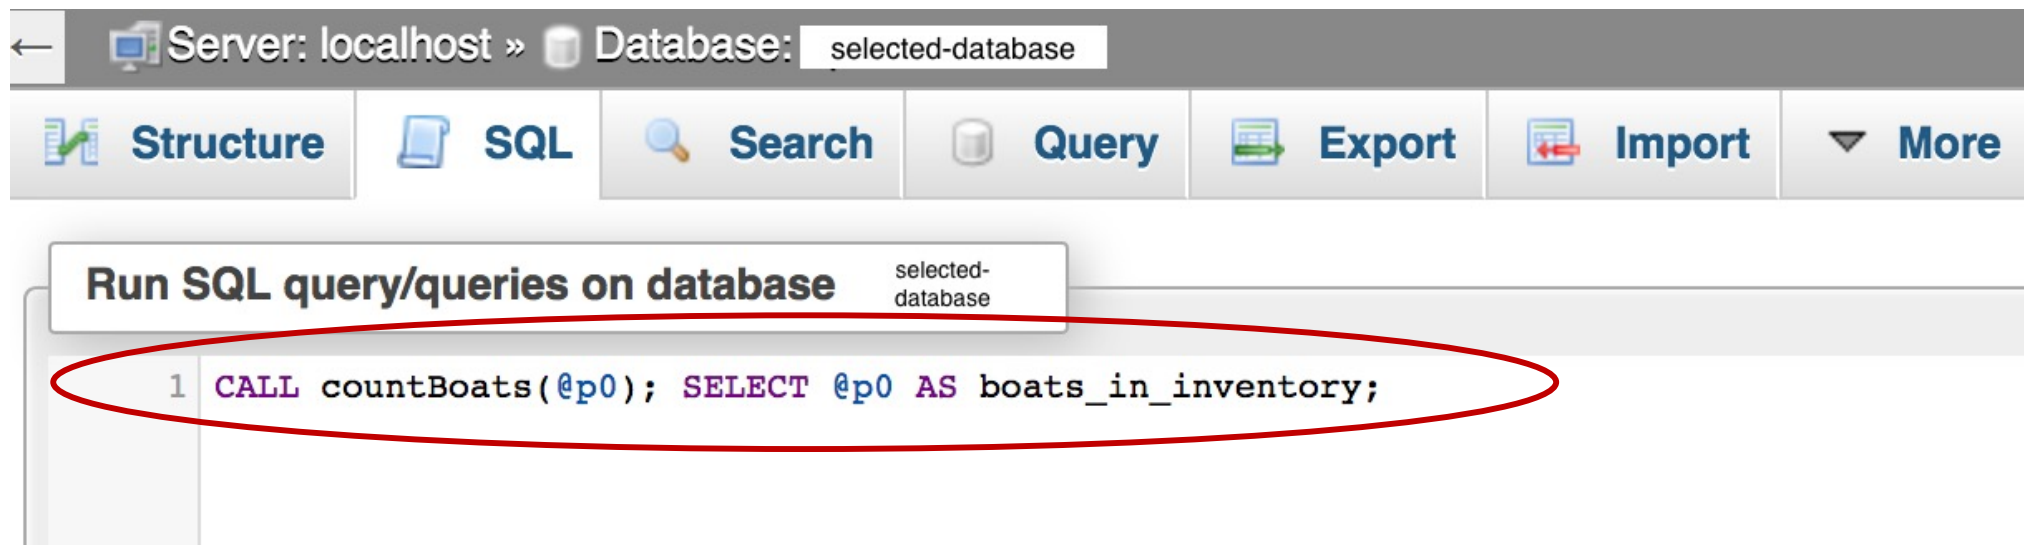 ← Server: localhost » Database: selected-database
Structure SQL Search Query Export Import More
Run SQL query/queries on database selected-
database
1 CALL countBoats(@p0); SELECT @p0 AS boats_in_inventory;